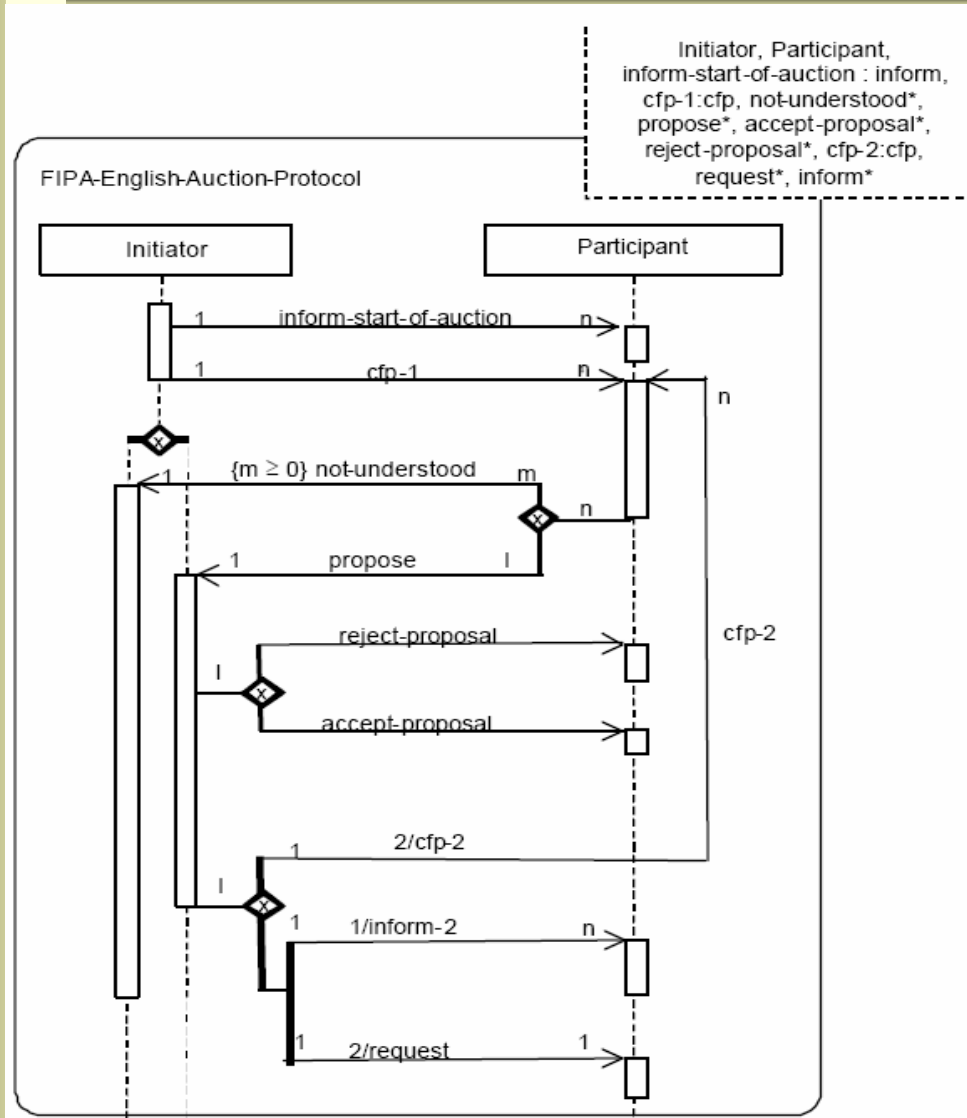 Initiator, Participant,
inform-start-of-auction : inform,
cfp-1:cfp, not-understood*,
propose*, accept-proposal*,
reject-proposal*, cfp-2:cfp,
request*, inform*
FIPA-English-Auction-Protocol
Initiator
Participant
1 inform-start-of-auction n
1 cfp-1 n
n
x
1 {m ≥ 0} not-understood m
x n
1 propose l
reject-proposal
cfp-2
l x
accept-proposal
1 2/cfp-2
l x
1 1/inform-2 n
1 2/request 1